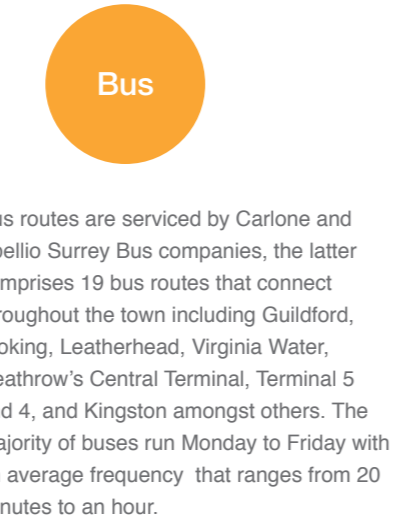 Bus
us routes are serviced by Carlone and
bellio Surrey Bus companies, the latter
mprises 19 bus routes that connect
roughout the town including Guildford,
oking, Leatherhead, Virginia Water,
eathrow's Central Terminal, Terminal 5
d 4, and Kingston amongst others. The
ajority of buses run Monday to Friday with
average frequency  that ranges from 20
nutes to an hour.